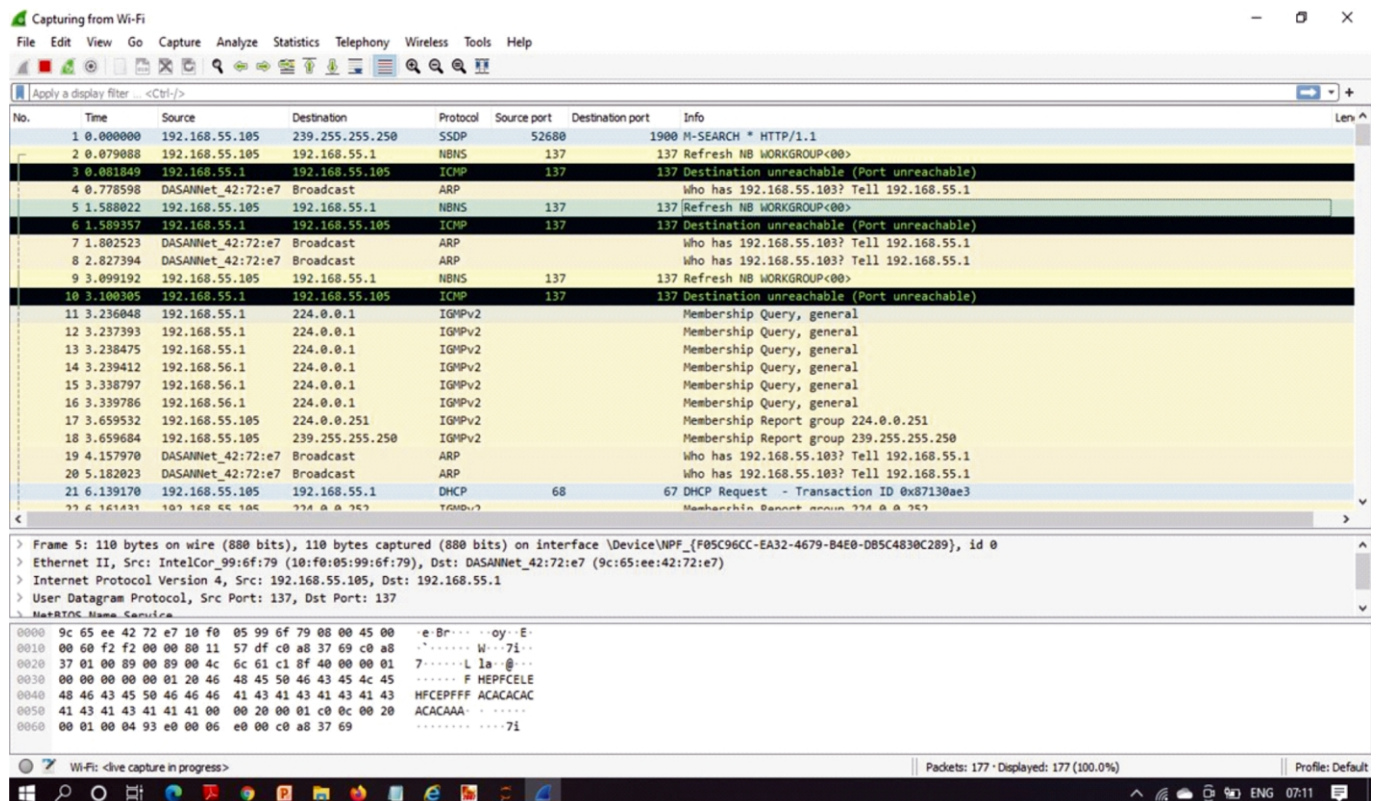 Capturing from Wi-Fi
File Edit View Go Capture Analyze Statistics Telephony Wireless Tools Help
Apply a display filter ... <Ctrl-/>
No. Time Source Destination Protocol Source port Destination port Info Len
1 0.000000 192.168.55.105 239.255.255.250 SSDP 52680 1900 M-SEARCH * HTTP/1.1
2 0.079088 192.168.55.105 192.168.55.1 NBNS 137 137 Refresh NB WORKGROUP<00>
3 0.081849 192.168.55.1 192.168.55.105 ICMP 137 137 Destination unreachable (Port unreachable)
4 0.778598 DASANNet_42:72:e7 Broadcast ARP Who has 192.168.55.103? Tell 192.168.55.1
5 1.588022 192.168.55.105 192.168.55.1 NBNS 137 137 Refresh NB WORKGROUP<00>
6 1.589357 192.168.55.1 192.168.55.105 ICMP 137 137 Destination unreachable (Port unreachable)
7 1.802523 DASANNet_42:72:e7 Broadcast ARP Who has 192.168.55.103? Tell 192.168.55.1
8 2.827394 DASANNet_42:72:e7 Broadcast ARP Who has 192.168.55.103? Tell 192.168.55.1
9 3.099192 192.168.55.105 192.168.55.1 NBNS 137 137 Refresh NB WORKGROUP<00>
10 3.100305 192.168.55.1 192.168.55.105 ICMP 137 137 Destination unreachable (Port unreachable)
11 3.236048 192.168.55.1 224.0.0.1 IGMPv2 Membership Query, general
12 3.237393 192.168.55.1 224.0.0.1 IGMPv2 Membership Query, general
13 3.238475 192.168.55.1 224.0.0.1 IGMPv2 Membership Query, general
14 3.239412 192.168.56.1 224.0.0.1 IGMPv2 Membership Query, general
15 3.338797 192.168.56.1 224.0.0.1 IGMPv2 Membership Query, general
16 3.339786 192.168.56.1 224.0.0.1 IGMPv2 Membership Query, general
17 3.659532 192.168.55.105 224.0.0.251 IGMPv2 Membership Report group 224.0.0.251
18 3.659684 192.168.55.105 239.255.255.250 IGMPv2 Membership Report group 239.255.255.250
19 4.157970 DASANNet_42:72:e7 Broadcast ARP Who has 192.168.55.103? Tell 192.168.55.1
20 5.182023 DASANNet_42:72:e7 Broadcast ARP Who has 192.168.55.103? Tell 192.168.55.1
21 6.139170 192.168.55.105 192.168.55.1 DHCP 68 67 DHCP Request - Transaction ID 0x87130ae3
22 6.161431 192.168.55.105 224.0.0.252 IGMPv2 Membership Report group 224.0.0.252
> Frame 5: 110 bytes on wire (880 bits), 110 bytes captured (880 bits) on interface \Device\NPF_{F05C96CC-EA32-4679-B4E0-DB5C4830C289}, id 0
> Ethernet II, Src: IntelCor_99:6f:79 (10:f0:05:99:6f:79), Dst: DASANNet_42:72:e7 (9c:65:ee:42:72:e7)
> Internet Protocol Version 4, Src: 192.168.55.105, Dst: 192.168.55.1
> User Datagram Protocol, Src Port: 137, Dst Port: 137
> NetBIOS Name Service
0000 9c 65 ee 42 72 e7 10 f0 05 99 6f 79 08 00 45 00 ·e·Br··· ··oy··E·
0010 00 60 f2 f2 00 00 80 11 57 df c0 a8 37 69 c0 a8 ·`······ W···7i··
0020 37 01 00 89 00 89 00 4c 6c 61 c1 8f 40 00 00 01 7······L la··@···
0030 00 00 00 00 00 01 20 46 48 45 50 46 43 45 4c 45 ······ F HEPFCELE
0040 48 46 43 45 50 46 46 46 41 43 41 43 41 43 41 43 HFCEPFFF ACACACAC
0050 41 43 41 43 41 41 41 00 00 20 00 01 c0 0c 00 20 ACACAAA· · ·····
0060 00 01 00 04 93 e0 00 06 e0 00 c0 a8 37 69 ········ ····7i
Wi-Fi: <live capture in progress> Packets: 177 · Displayed: 177 (100.0%) Profile: Default
ENG 07:11